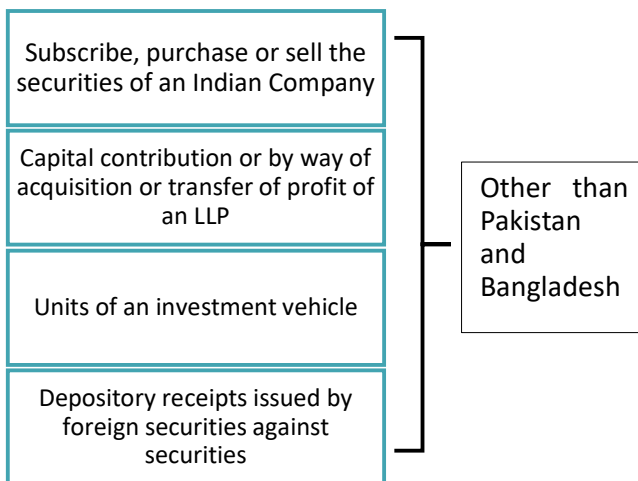 Subscribe, purchase or sell the
securities of an Indian Company
Capital contribution or by way of
acquisition or transfer of profit of
an LLP
Units of an investment vehicle
Depository receipts issued by
foreign securities against
securities
Other than
Pakistan
and
Bangladesh